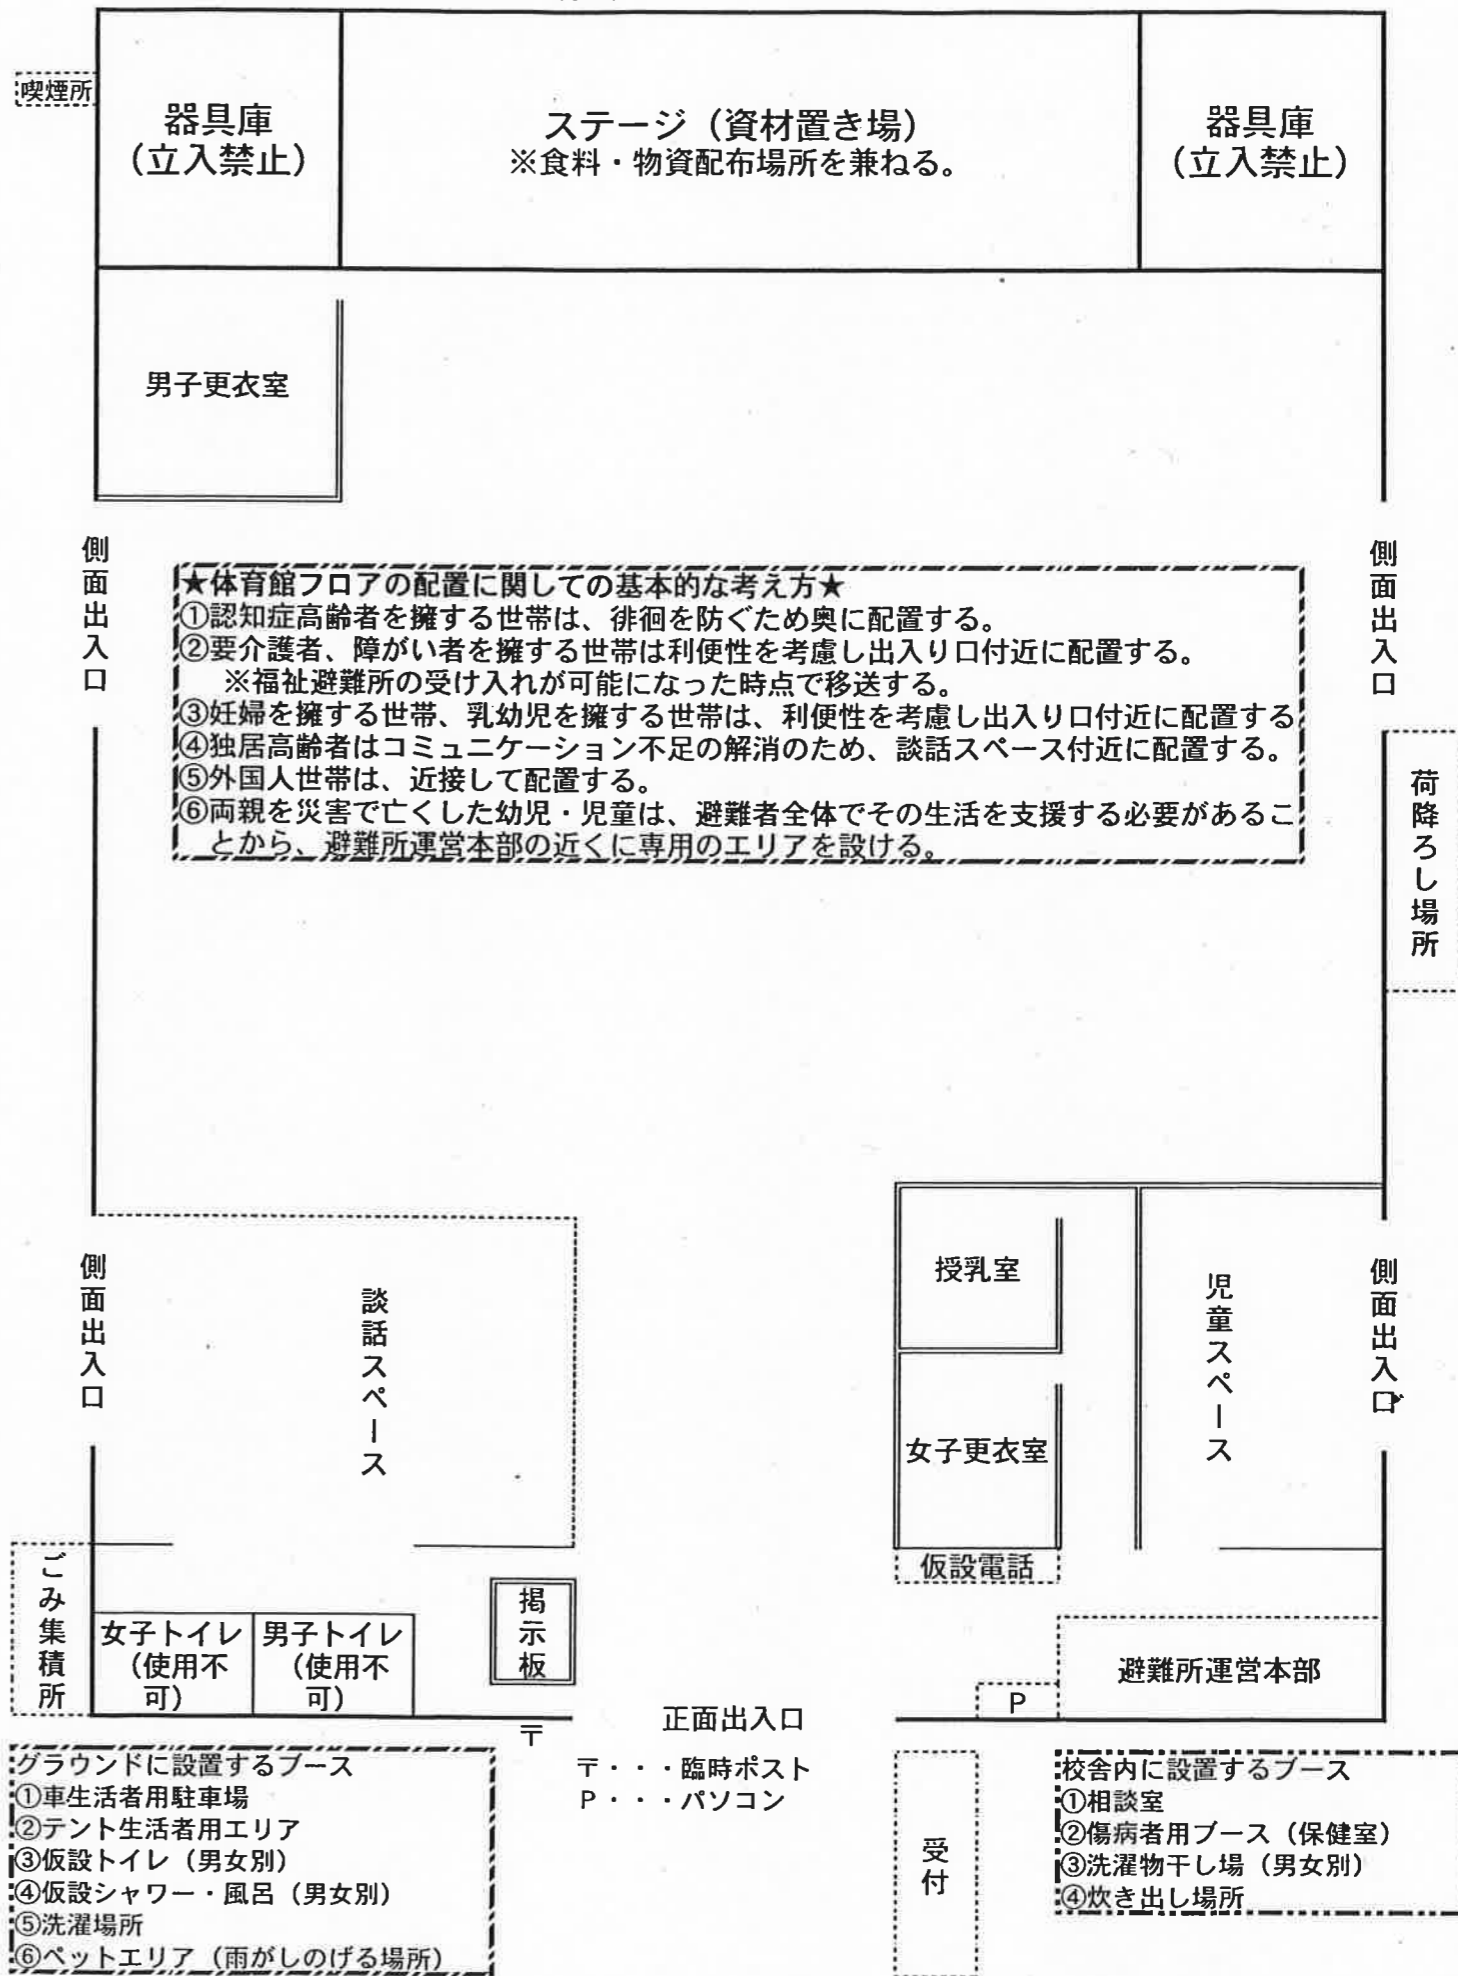 喫煙所
器具庫
（立入禁止）
ステージ（資材置き場）
※食料・物資配布場所を兼ねる。
器具庫
（立入禁止）
男子更衣室
側面出入口
側面出入口
★体育館フロアの配置に関しての基本的な考え方★
①認知症高齢者を擁する世帯は、徘徊を防ぐため奥に配置する。
②要介護者、障がい者を擁する世帯は利便性を考慮し出入り口付近に配置する。
※福祉避難所の受け入れが可能になった時点で移送する。
③妊婦を擁する世帯、乳幼児を擁する世帯は、利便性を考慮し出入り口付近に配置する
④独居高齢者はコミュニケーション不足の解消のため、談話スペース付近に配置する。
⑤外国人世帯は、近接して配置する。
⑥両親を災害で亡くした幼児・児童は、避難者全体でその生活を支援する必要があるこ
とから、避難所運営本部の近くに専用のエリアを設ける。
荷降ろし場所
側面出入口
談話スペース
授乳室
児童スペース
側面出入口
女子更衣室
仮設電話
ごみ集積所
女子トイレ
（使用不
可）
男子トイレ
（使用不
可）
掲示板
避難所運営本部
P
正面出入口
〒
〒・・・臨時ポスト
P・・・パソコン
受付
グラウンドに設置するブース
①車生活者用駐車場
②テント生活者用エリア
③仮設トイレ（男女別）
④仮設シャワー・風呂（男女別）
⑤洗濯場所
⑥ペットエリア（雨がしのげる場所）
校舎内に設置するブース
①相談室
②傷病者用ブース（保健室）
③洗濯物干し場（男女別）
④炊き出し場所